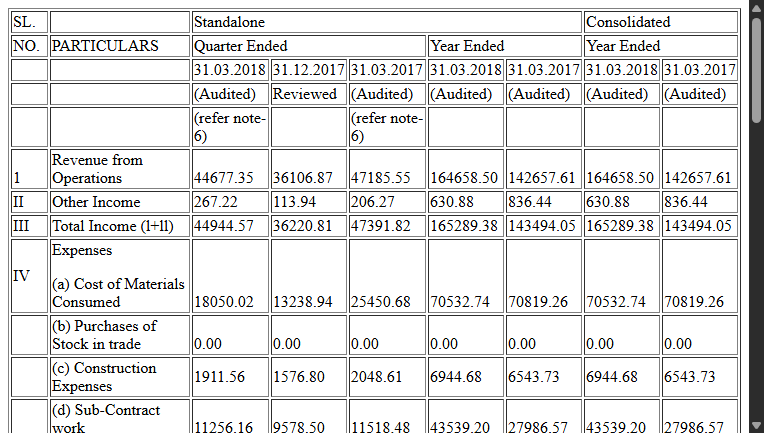 SL. Standalone Consolidated
NO. PARTICULARS Quarter Ended Year Ended Year Ended
31.03.2018 31.12.2017 31.03.2017 31.03.2018 31.03.2017 31.03.2018 31.03.2017
(Audited) Reviewed (Audited) (Audited) (Audited) (Audited) (Audited)
(refer note- (refer note-
6) 6)
Revenue from
1 Operations 44677.35 36106.87 47185.55 164658.50 142657.61 164658.50 142657.61
II Other Income 267.22 113.94 206.27 630.88 836.44 630.88 836.44
III Total Income (1+ll) 44944.57 36220.81 47391.82 165289.38 143494.05 165289.38 143494.05
Expenses
IV
(a) Cost of Materials
Consumed 18050.02 13238.94 25450.68 70532.74 70819.26 70532.74 70819.26
(b) Purchases of
Stock in trade 0.00 0.00 0.00 0.00 0.00 0.00 0.00
(c) Construction
Expenses 1911.56 1576.80 2048.61 6944.68 6543.73 6944.68 6543.73
(d) Sub-Contract
work 11256.16 9578.50 11518.48 43539.20 27986.57 43539.20 27986.57